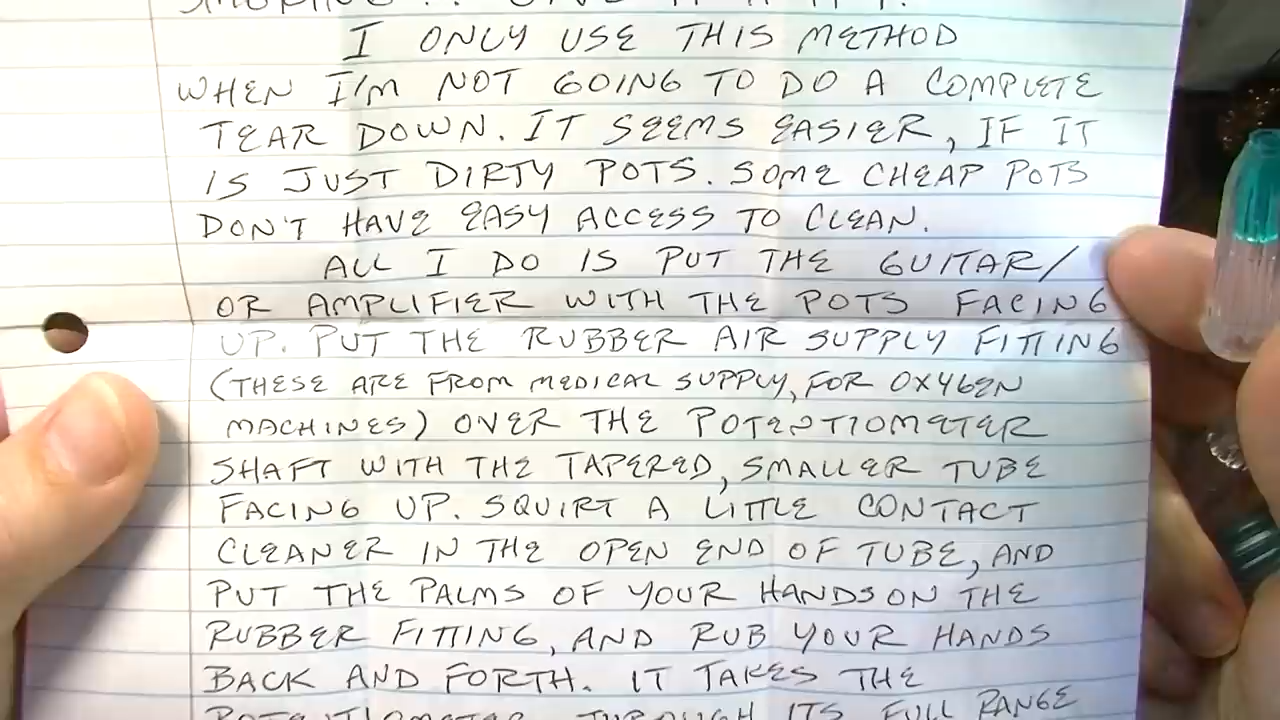 I ONLY USE THIS METHOD
WHEN I'M NOT GOING TO DO A COMPLETE
TEAR DOWN. IT SEEMS EASIER, IF IT
IS JUST DIRTY POTS. SOME CHEAP POTS
DON'T HAVE EASY ACCESS TO CLEAN.
ALL I DO IS PUT THE GUITAR/
OR AMPLIFIER WITH THE POTS FACING
UP. PUT THE RUBBER AIR SUPPLY FITTING
(THESE ARE FROM MEDICAL SUPPLY, FOR OXYGEN
MACHINES) OVER THE POTENTIOMETER
SHAFT WITH THE TAPERED, SMALLER TUBE
FACING UP. SQUIRT A LITTLE CONTACT
CLEANER IN THE OPEN END OF TUBE, AND
PUT THE PALMS OF YOUR HANDS ON THE
RUBBER FITTING, AND RUB YOUR HANDS
BACK AND FORTH. IT TAKES THE
POTENTIOMETER THROUGH ITS FULL RANGE